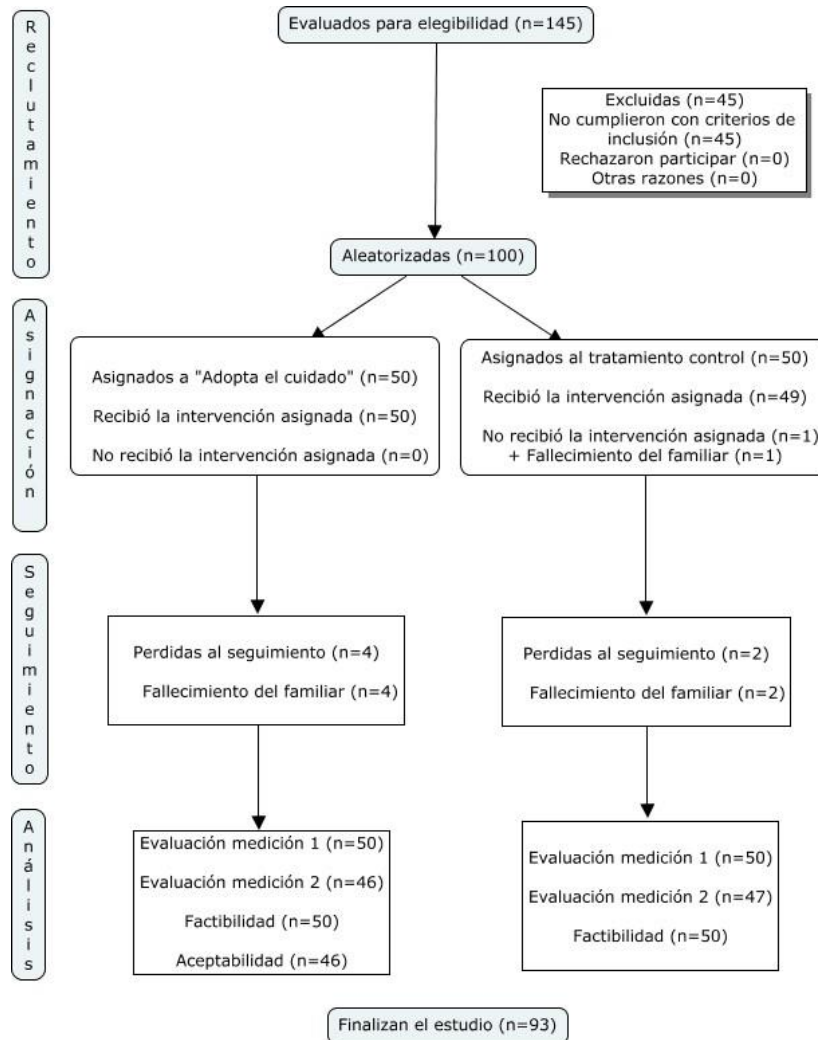 Reclutamiento
Evaluados para elegibilidad (n=145)
Excluidas (n=45)
No cumplieron con criterios de
inclusión (n=45)
Rechazaron participar (n=0)
Otras razones (n=0)
Aleatorizadas (n=100)
Asignación
Asignados a "Adopta el cuidado" (n=50)
Recibió la intervención asignada (n=50)
No recibió la intervención asignada (n=0)
Asignados al tratamiento control (n=50)
Recibió la intervención asignada (n=49)
No recibió la intervención asignada (n=1)
+ Fallecimiento del familiar (n=1)
Seguimiento
Perdidas al seguimiento (n=4)
Fallecimiento del familiar (n=4)
Perdidas al seguimiento (n=2)
Fallecimiento del familiar (n=2)
Análisis
Evaluación medición 1 (n=50)
Evaluación medición 2 (n=46)
Factibilidad (n=50)
Aceptabilidad (n=46)
Evaluación medición 1 (n=50)
Evaluación medición 2 (n=47)
Factibilidad (n=50)
Finalizan el estudio (n=93)